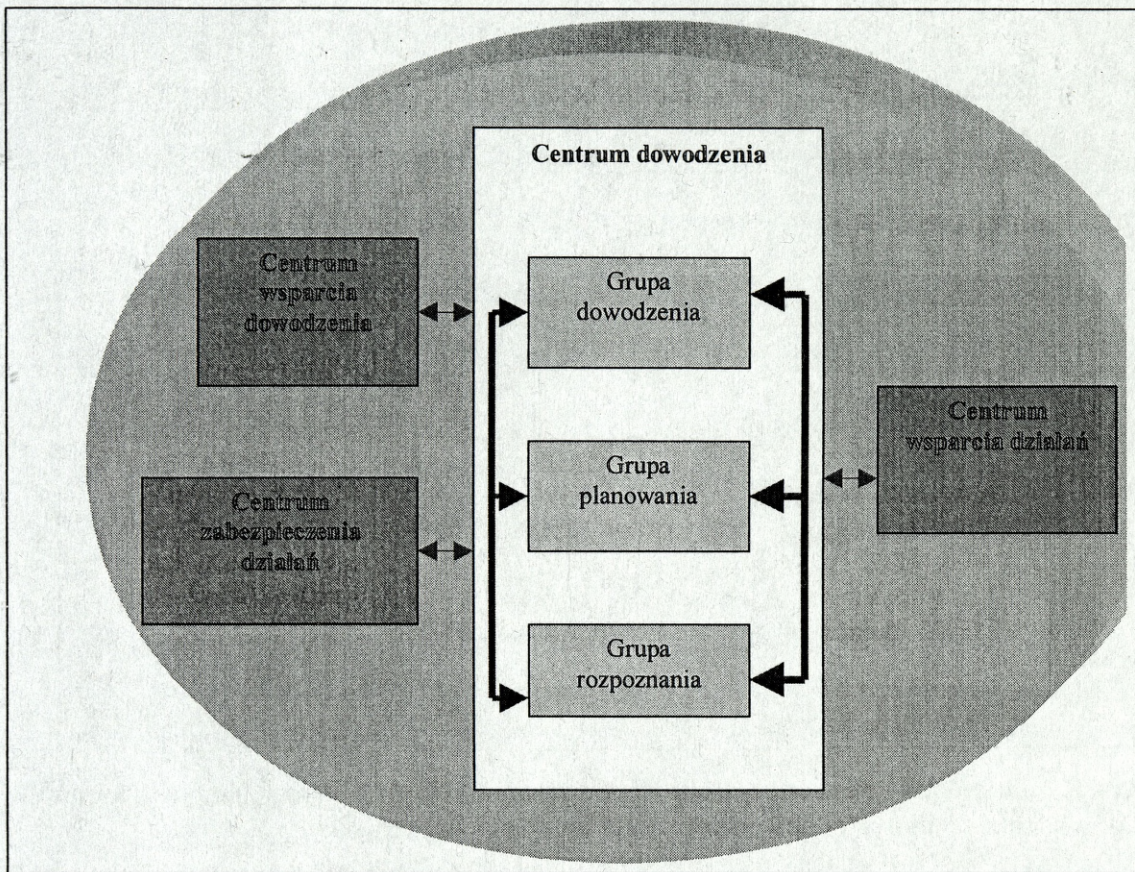 Centrum dowodzenia
Centrum
wsparcia
dowodzenia
Grupa
dowodzenia
Centrum
wsparcia działań
Grupa
planowania
Centrum
zabezpieczenia
działań
Grupa
rozpoznania